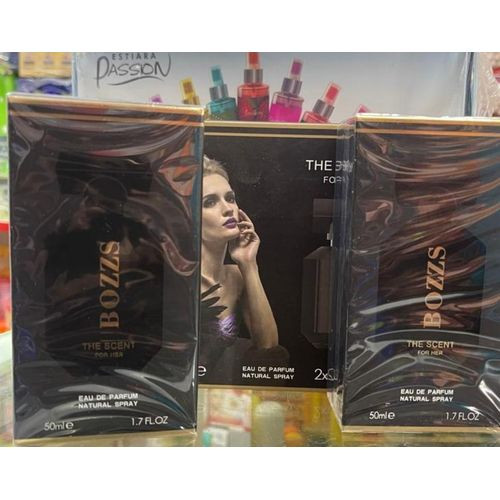 ESTIARA
PASSION
BOZZS
THE SCENT
FOR HER
EAU DE PARFUM
NATURAL SPRAY
50ml e
1.7 FL.OZ
THE
FOR
EAU DE PARFUM
NATURAL SPRAY
BOZZS
THE SCENT
FOR HER
EAU DE PARFUM
NATURAL SPRAY
50ml e
1.7 FL.OZ